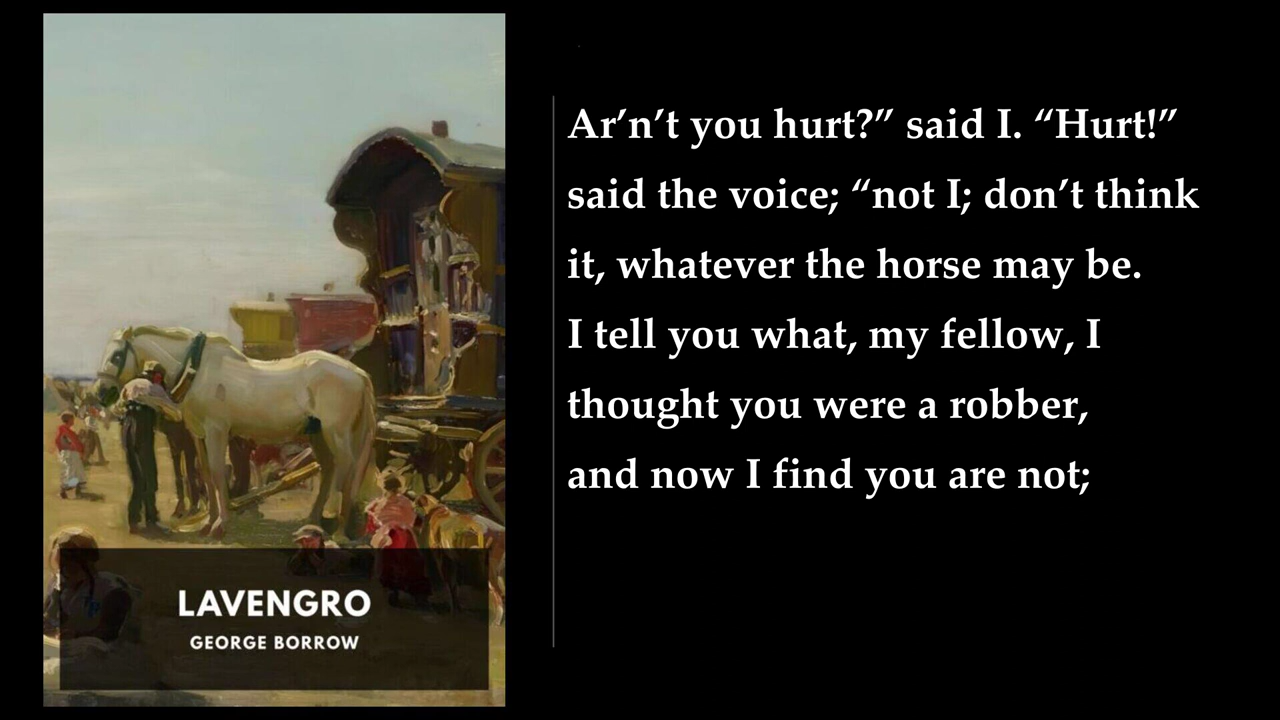 LAVENGRO
GEORGE BORROW
Ar’n’t you hurt?” said I. “Hurt!”
said the voice; “not I; don’t think
it, whatever the horse may be.
I tell you what, my fellow, I
thought you were a robber,
and now I find you are not;